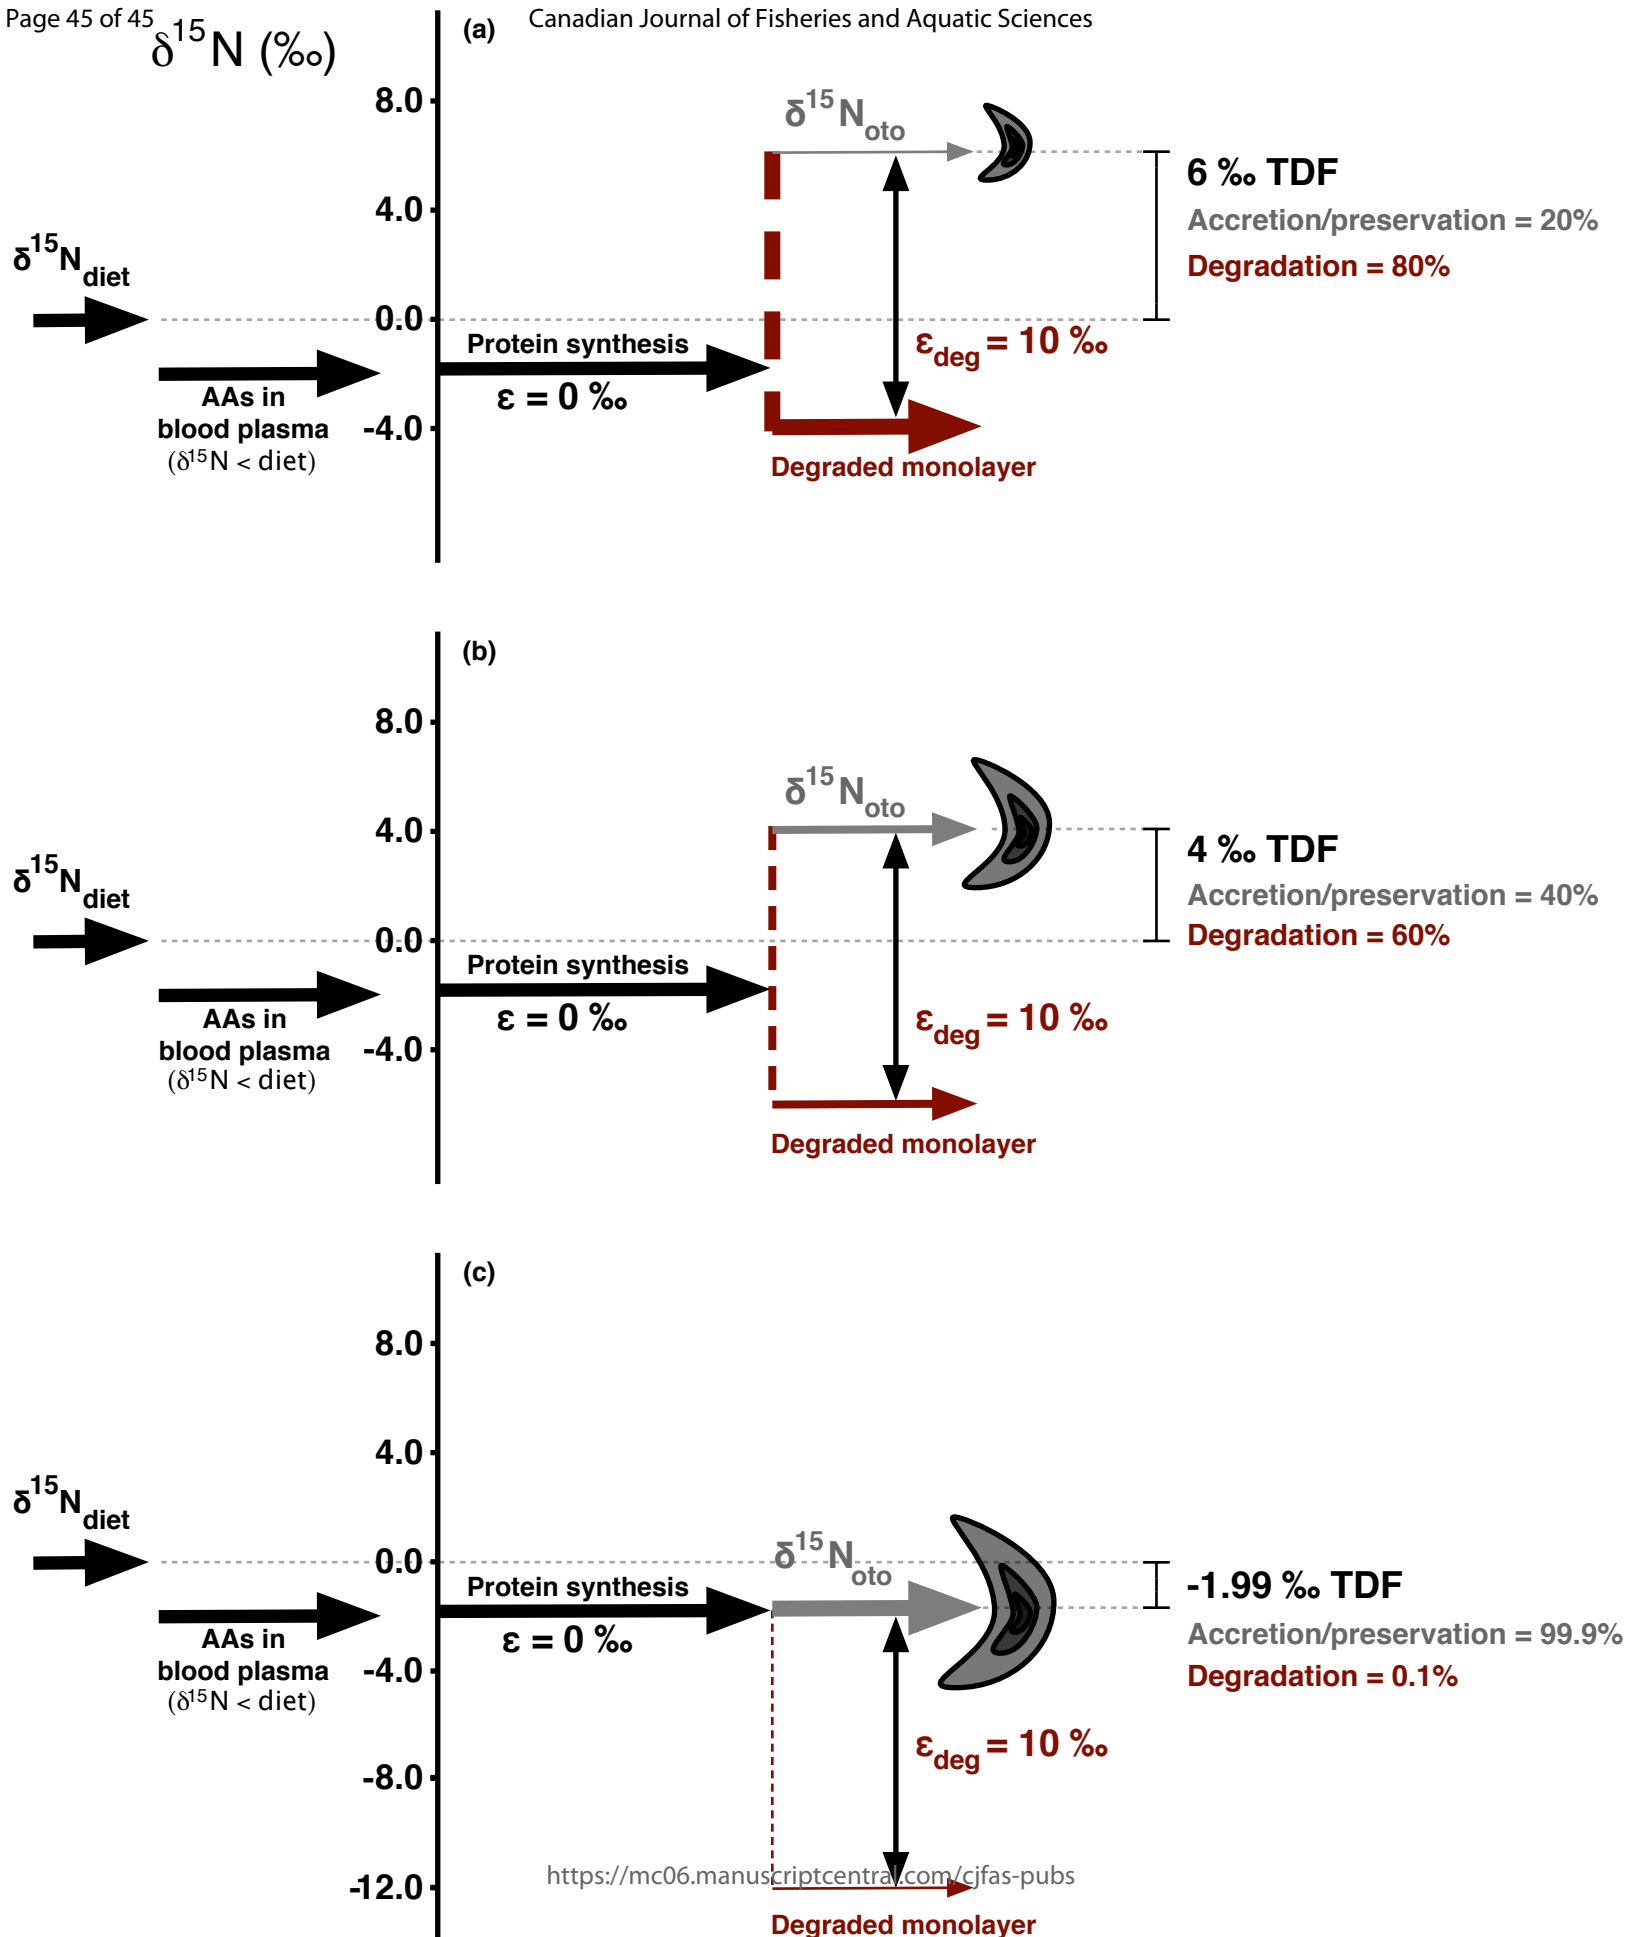 Page 45 of 45
Canadian Journal of Fisheries and Aquatic Sciences
δ15N (‰)
(a)
8.0
4.0
0.0
-4.0
δ15Ndiet
AAs in
blood plasma
(δ15N < diet)
Protein synthesis
ε = 0 ‰
δ15Noto
εdeg = 10 ‰
Degraded monolayer
6 ‰ TDF
Accretion/preservation = 20%
Degradation = 80%
(b)
8.0
4.0
0.0
-4.0
δ15Ndiet
AAs in
blood plasma
(δ15N < diet)
Protein synthesis
ε = 0 ‰
δ15Noto
εdeg = 10 ‰
Degraded monolayer
4 ‰ TDF
Accretion/preservation = 40%
Degradation = 60%
(c)
8.0
4.0
0.0
-4.0
-8.0
-12.0
δ15Ndiet
AAs in
blood plasma
(δ15N < diet)
Protein synthesis
ε = 0 ‰
δ15Noto
εdeg = 10 ‰
Degraded monolayer
-1.99 ‰ TDF
Accretion/preservation = 99.9%
Degradation = 0.1%
https://mc06.manuscriptcentral.com/cjfas-pubs